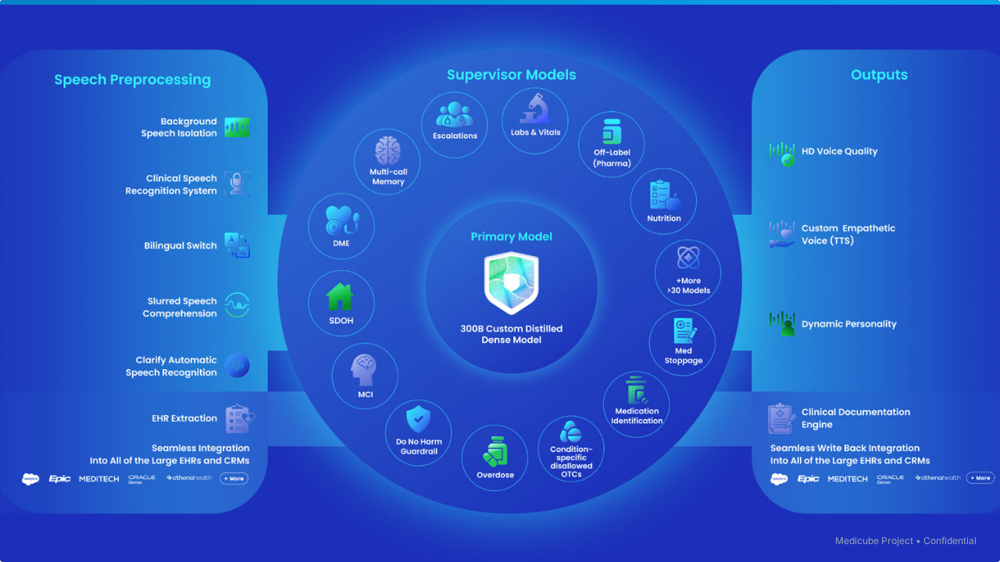 Speech Preprocessing
Background
Speech Isolation
Clinical Speech
Recognition System
Bilingual Switch
Slurred Speech
Comprehension
Clarify Automatic
Speech Recognition
EHR Extraction
Seamless Integration
Into All of the Large EHRs and CRMs
salesforce Epic MEDITECH ORACLE Cerner athenahealth + More
Supervisor Models
Escalations
Labs & Vitals
Off-Label
(Pharma)
Nutrition
+More
>30 Models
Med
Stoppage
Medication
Identification
Condition-
specific
disallowed
OTCs
Overdose
Do No Harm
Guardrail
MCI
SDOH
DME
Multi-call
Memory
Primary Model
300B Custom Distilled
Dense Model
Outputs
HD Voice Quality
Custom Empathetic
Voice (TTS)
Dynamic Personality
Clinical Documentation
Engine
Seamless Write Back Integration
Into All of the Large EHRs and CRMs
salesforce Epic MEDITECH ORACLE Cerner athenahealth + More
Medicube Project • Confidential